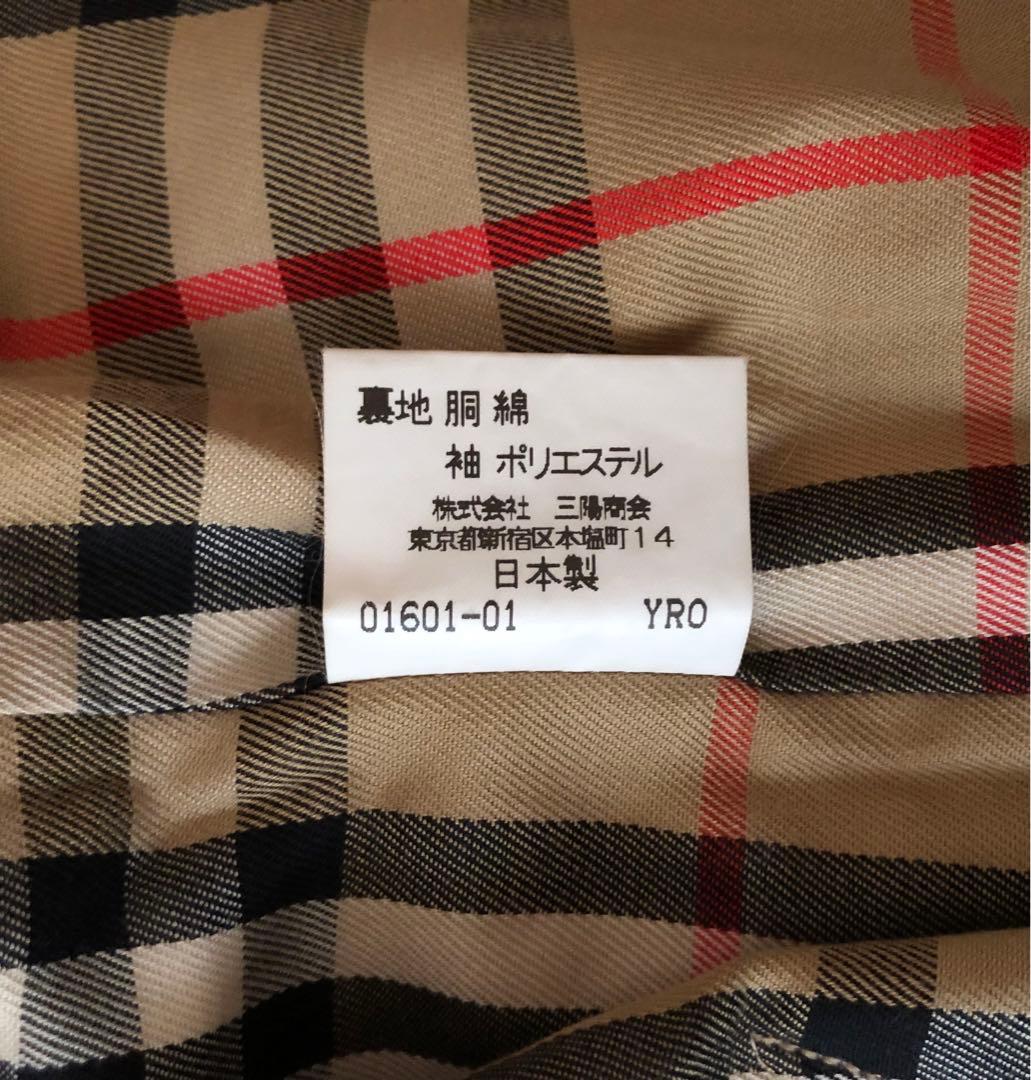 裏地 胴 綿
袖 ポリエステル
株式会社 三陽商会
東京都新宿区本塩町14
日本製
01601-01 YRO